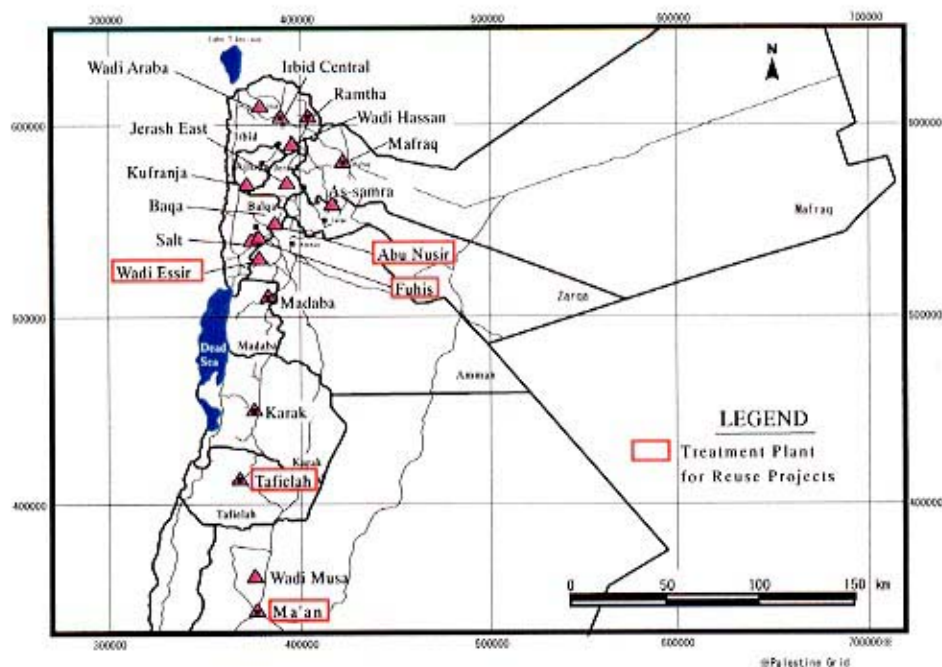 300000 400000 500000 600000 700000
N
Wadi Araba
Irbid Central
Ramtha
Jerash East
Wadi Hassan
600000
600000
Irbid
Mafraq
Kufranja
As-samra
Mafraq
Baqa
Balqa
Salt
Abu Nusir
Wadi Essir
Fuhis
Madaba
Zarqa
500000
500000
Dead
Sea
Madaba
Amman
Karak
LEGEND
Treatment Plant
for Reuse Projects
Karak
Tafielah
400000
400000
Tafielah
Wadi Musa
0 50 100 150 km
Ma'an
300000 400000 500000 600000 700000
Palestine Grid